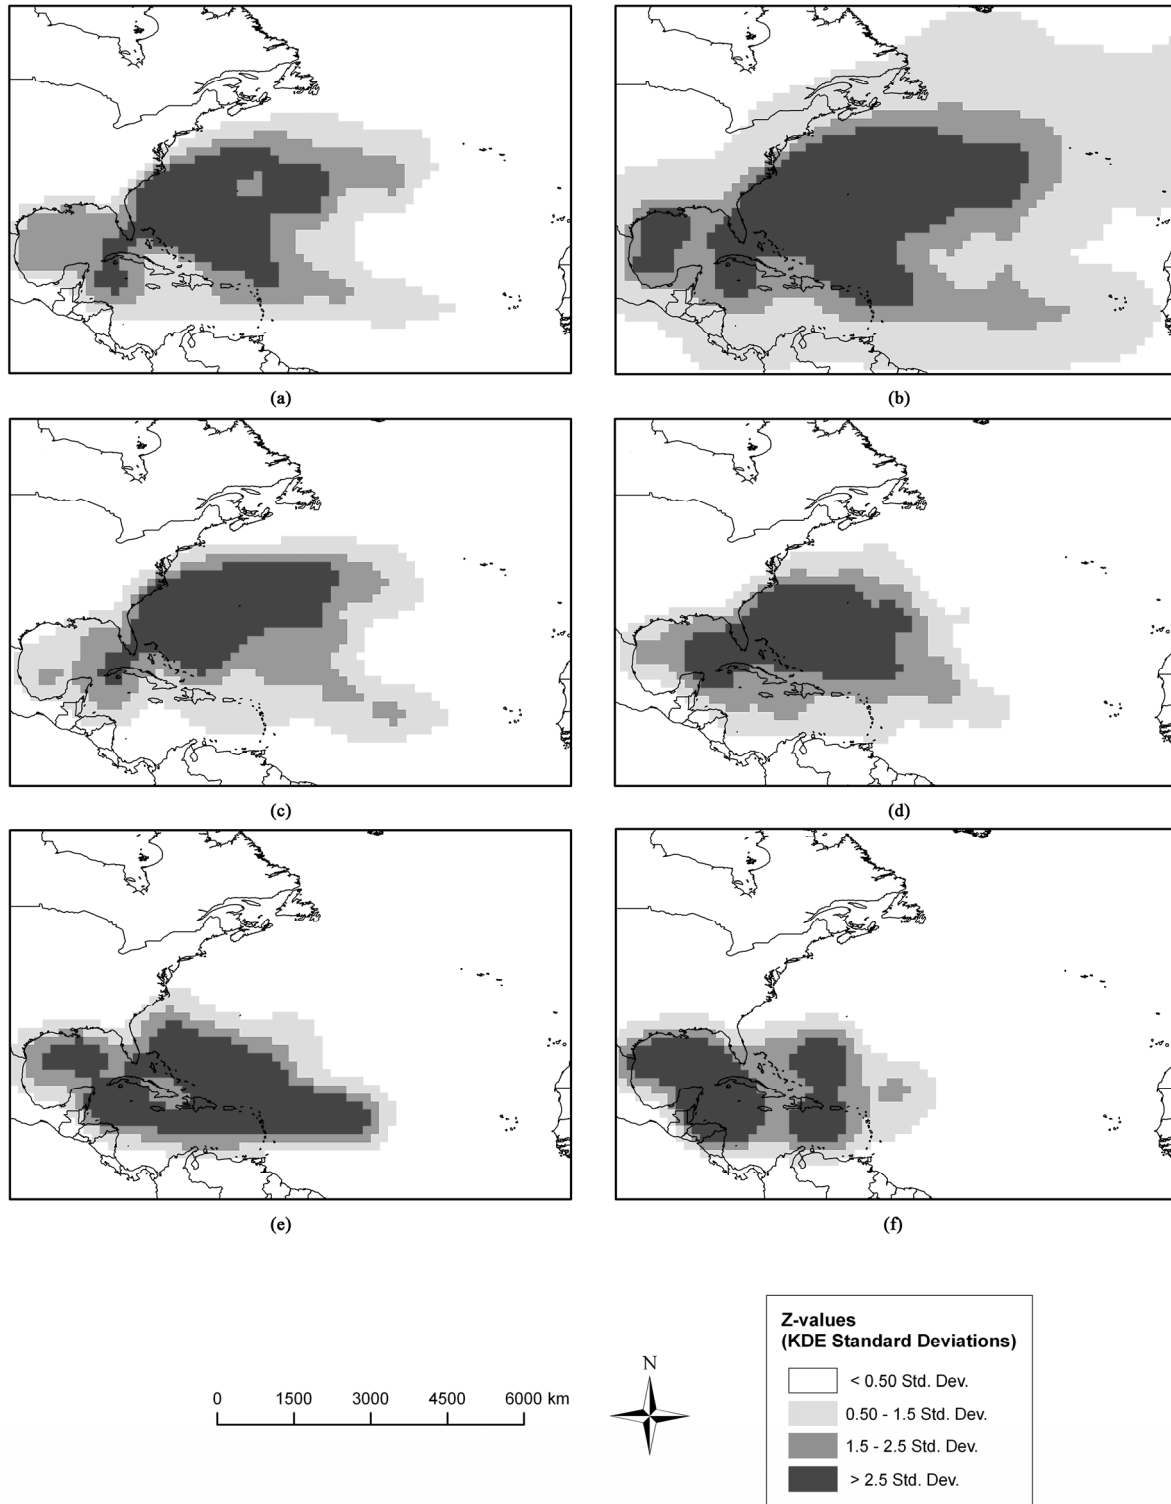 (a)
(b)
(c)
(d)
(e)
(f)
0 1500 3000 4500 6000 km
N
Z-values
(KDE Standard Deviations)
< 0.50 Std. Dev.
0.50 - 1.5 Std. Dev.
1.5 - 2.5 Std. Dev.
> 2.5 Std. Dev.